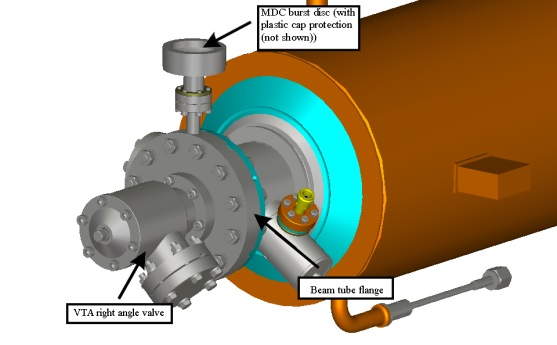 MDC burst disc (with
plastic cap protection
(not shown))
Beam tube flange
VTA right angle valve